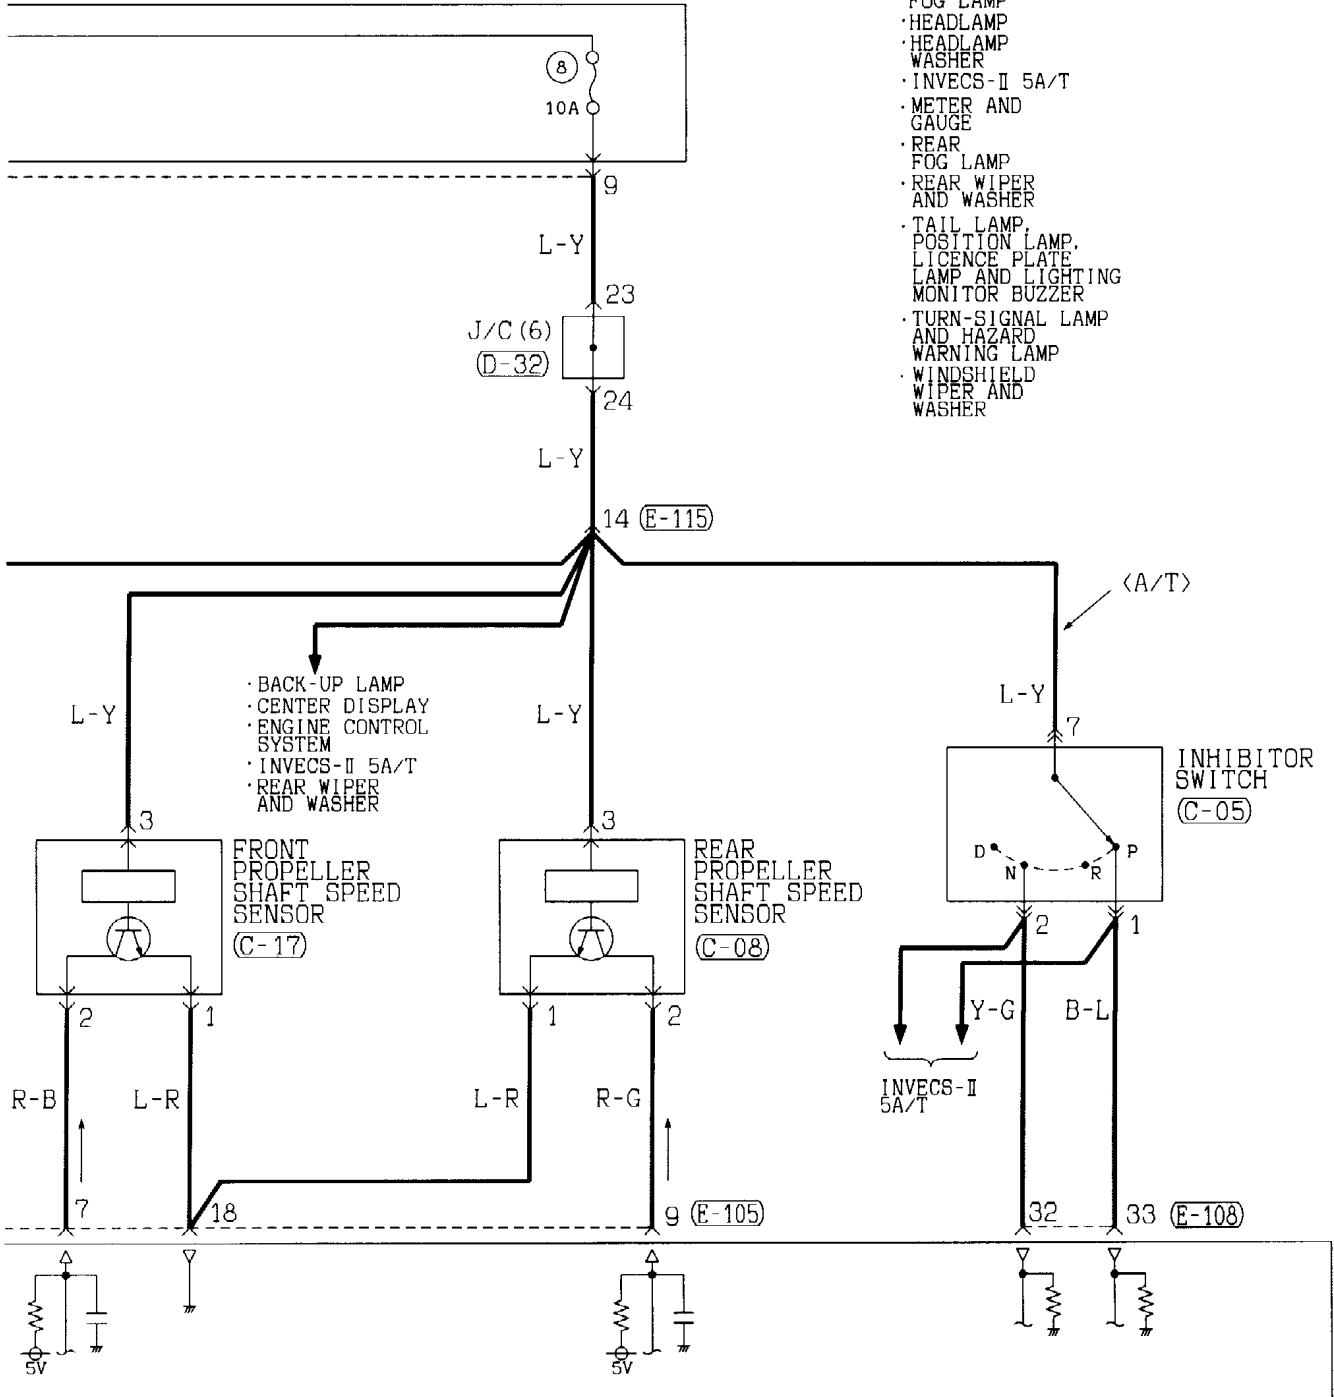 FOG LAMP
·HEADLAMP
·HEADLAMP
WASHER
·INVECS-Ⅱ 5A/T
·METER AND
GAUGE
·REAR
FOG LAMP
·REAR WIPER
AND WASHER
·TAIL LAMP,
POSITION LAMP,
LICENCE PLATE
LAMP AND LIGHTING
MONITOR BUZZER
·TURN-SIGNAL LAMP
AND HAZARD
WARNING LAMP
·WINDSHIELD
WIPER AND
WASHER
8
10A
9
L-Y
23
J/C(6)
D-32
24
L-Y
14 E-115
〈A/T〉
·BACK-UP LAMP
·CENTER DISPLAY
·ENGINE CONTROL
SYSTEM
·INVECS-Ⅱ 5A/T
·REAR WIPER
AND WASHER
L-Y
L-Y
L-Y
7
INHIBITOR
SWITCH
C-05
D
N
R
P
3
FRONT
PROPELLER
SHAFT SPEED
SENSOR
C-17
3
REAR
PROPELLER
SHAFT SPEED
SENSOR
C-08
2
1
2
1
1
2
Y-G
B-L
INVECS-Ⅱ
5A/T
R-B
L-R
L-R
R-G
7
18
9 E-105
32
33 E-108
5V
5V